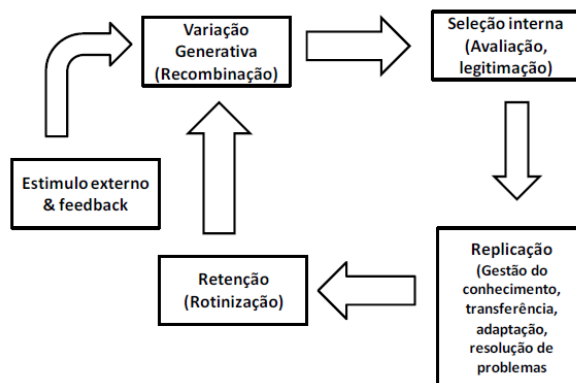 Variação
Generativa
(Recombinação)
Seleção interna
(Avaliação,
legitimação)
Estimulo externo
& feedback
Retenção
(Rotinização)
Replicação
(Gestão do
conhecimento,
transferência,
adaptação,
resolução de
problemas